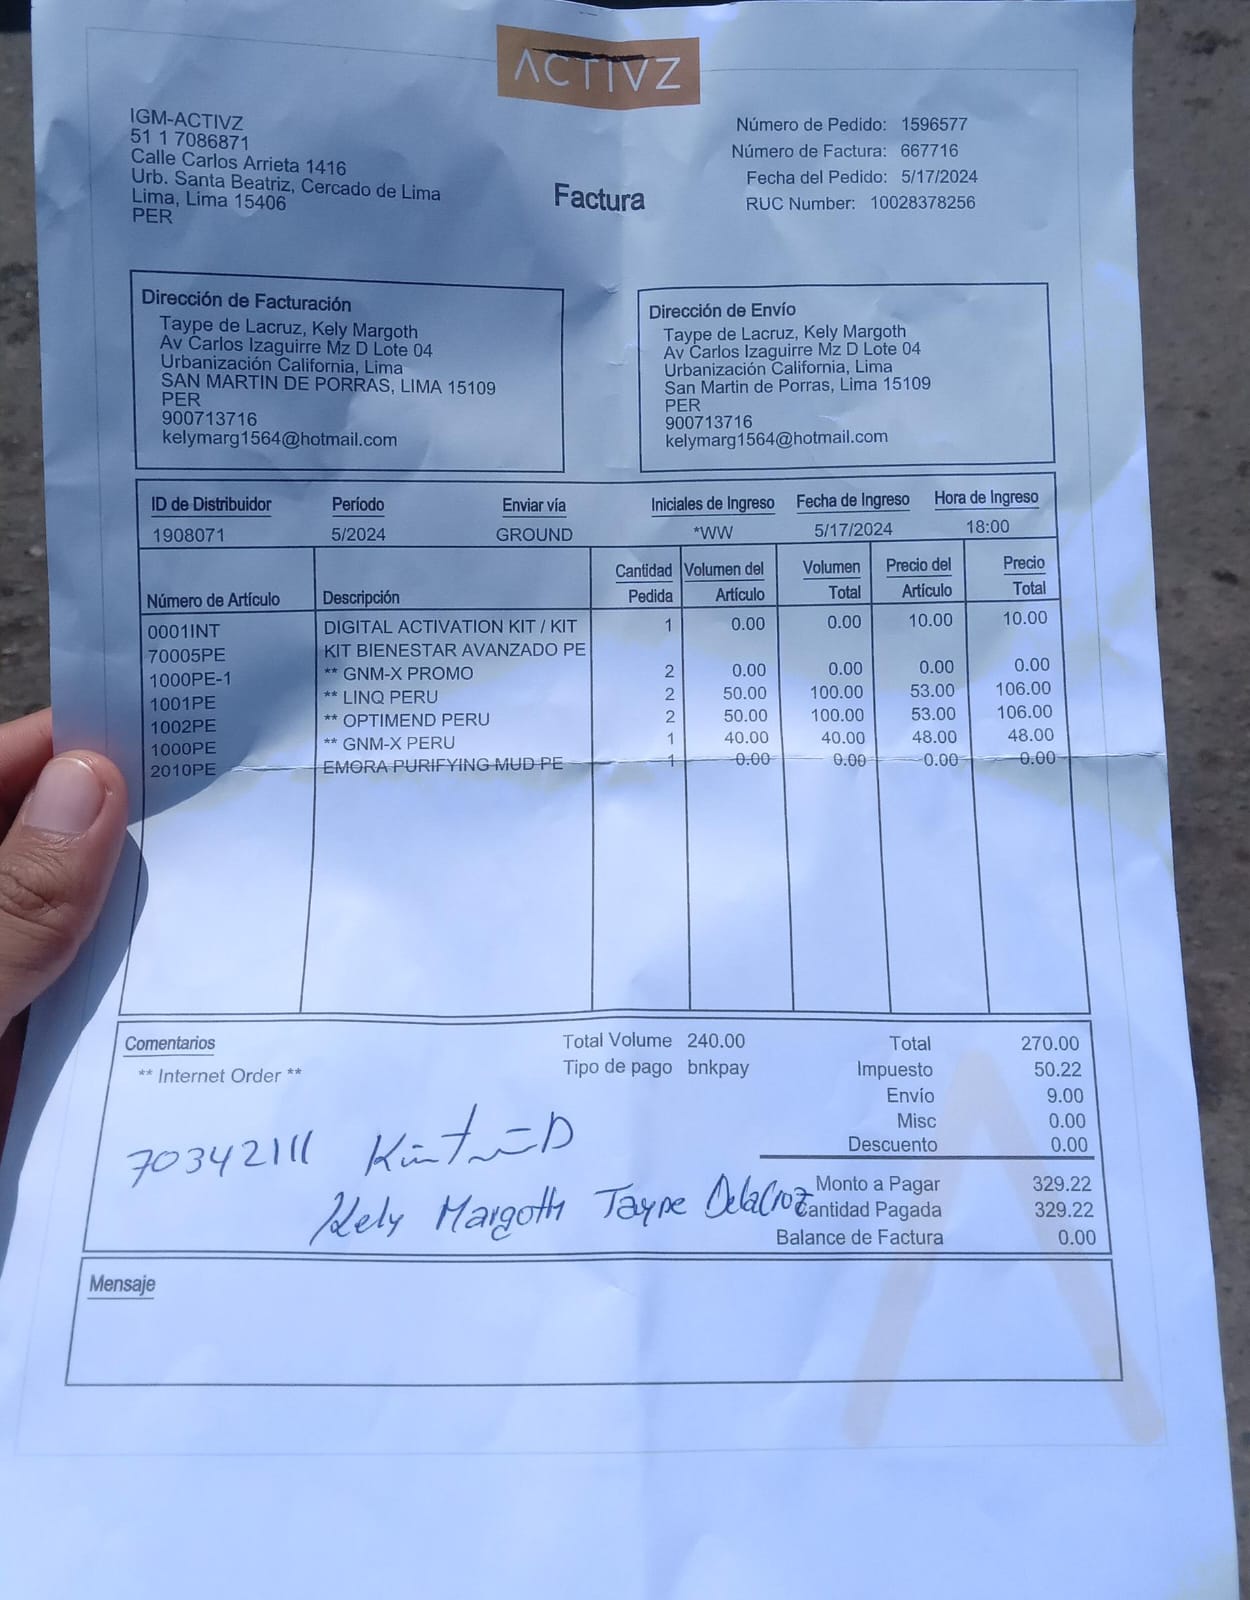 ACTIVZ
IGM-ACTIVZ
51 1 7086871
Calle Carlos Arrieta 1416
Urb. Santa Beatriz, Cercado de Lima
Lima, Lima 15406
PER
Factura
Número de Pedido: 1596577
Número de Factura: 667716
Fecha del Pedido: 5/17/2024
RUC Number: 10028378256
Dirección de Facturación
Taype de Lacruz, Kely Margoth
Av Carlos Izaguirre Mz D Lote 04
Urbanización California, Lima
SAN MARTIN DE PORRAS, LIMA 15109
PER
900713716
kelymarg1564@hotmail.com
Dirección de Envío
Taype de Lacruz, Kely Margoth
Av Carlos Izaguirre Mz D Lote 04
Urbanización California, Lima
San Martin de Porras, Lima 15109
PER
900713716
kelymarg1564@hotmail.com
ID de Distribuidor Período Enviar vía Iniciales de Ingreso Fecha de Ingreso Hora de Ingreso
1908071 5/2024 GROUND *WW 5/17/2024 18:00
Número de Artículo Descripción Cantidad Pedida Volumen del Artículo Volumen Total Precio del Artículo Precio Total
0001INT DIGITAL ACTIVATION KIT / KIT 1 0.00 0.00 10.00 10.00
70005PE KIT BIENESTAR AVANZADO PE
1000PE-1 ** GNM-X PROMO 2 0.00 0.00 0.00 0.00
1001PE ** LINQ PERU 2 50.00 100.00 53.00 106.00
1002PE ** OPTIMEND PERU 2 50.00 100.00 53.00 106.00
1000PE ** GNM-X PERU 1 40.00 40.00 48.00 48.00
2010PE EMORA PURIFYING MUD PE 1 0.00 0.00 0.00 0.00
Comentarios
** Internet Order **
Total Volume 240.00
Tipo de pago bnkpay
Total 270.00
Impuesto 50.22
Envío 9.00
Misc 0.00
Descuento 0.00
Monto a Pagar 329.22
Cantidad Pagada 329.22
Balance de Factura 0.00
70342111
Kely Margoth Taype DelaCroz
Mensaje